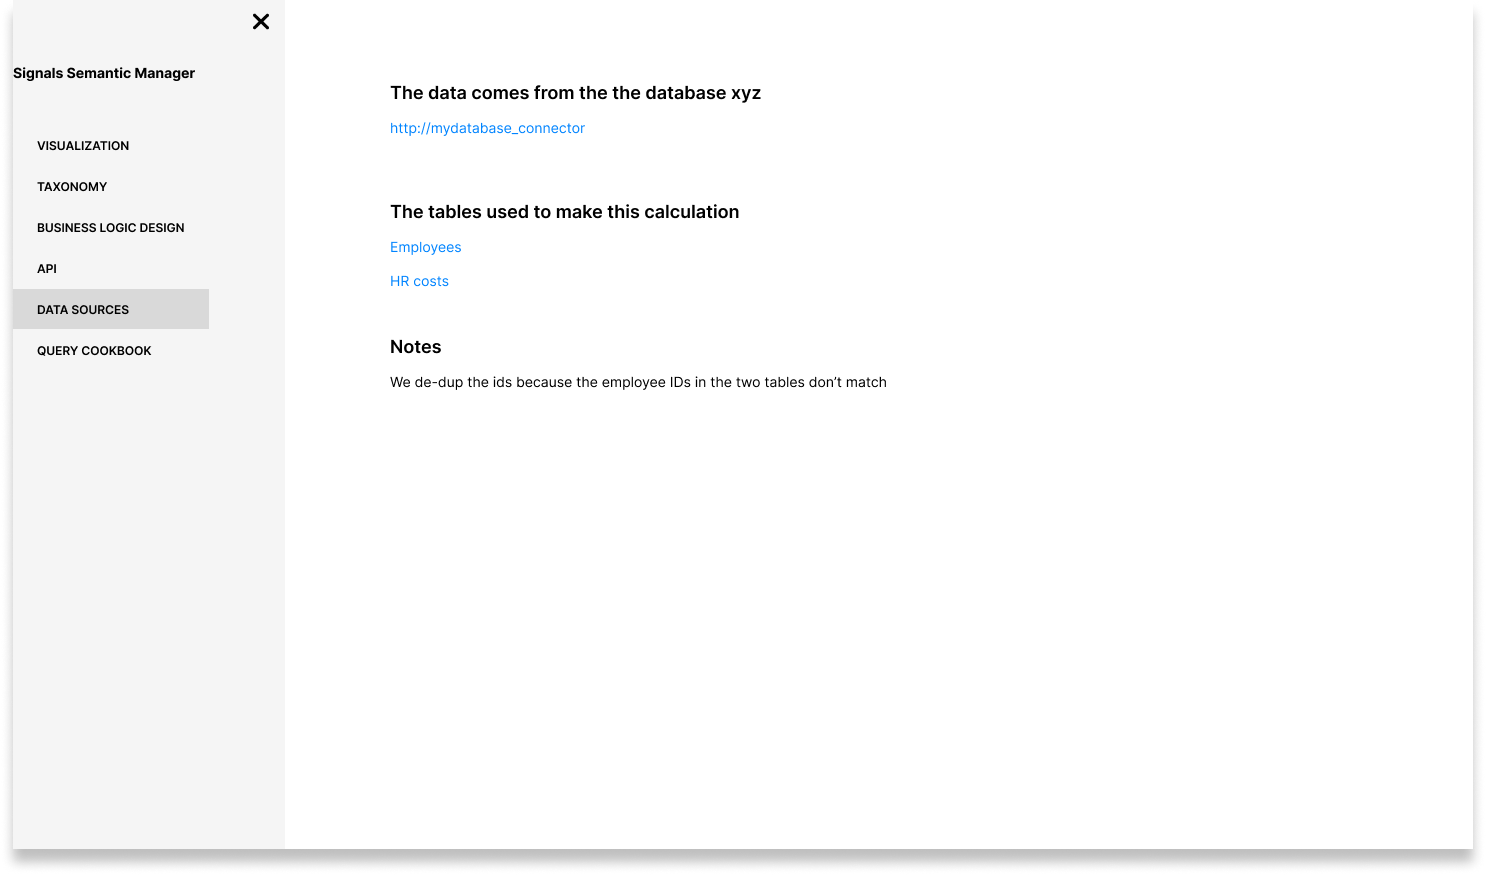 Signals Semantic Manager
VISUALIZATION
TAXONOMY
BUSINESS LOGIC DESIGN
API
DATA SOURCES
QUERY COOKBOOK
The data comes from the the database xyz
http://mydatabase_connector
The tables used to make this calculation
Employees
HR costs
Notes
We de-dup the ids because the employee IDs in the two tables don’t match